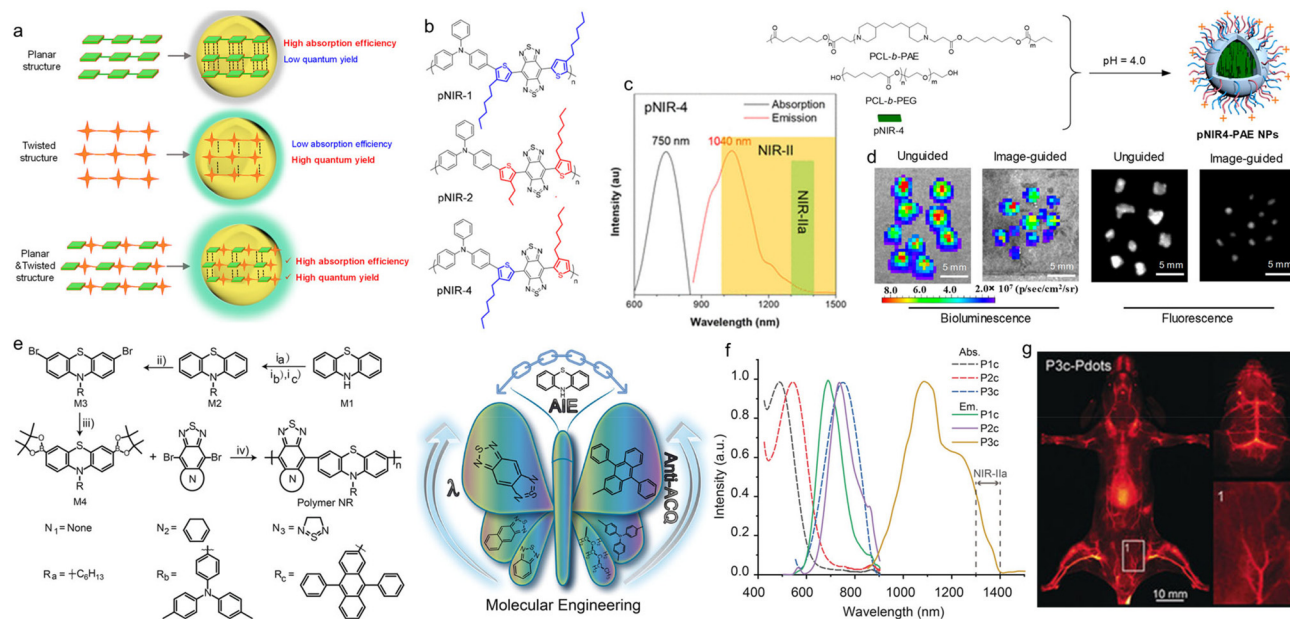 a
Planar
structure
High absorption efficiency
Low quantum yield
Twisted
structure
Low absorption efficiency
High quantum yield
Planar
&Twisted
structure
✓ High absorption efficiency
✓ High quantum yield
b
pNIR-1
pNIR-2
pNIR-4
PCL-b-PAE
PCL-b-PEG
pNIR-4
pH = 4.0
pNIR4-PAE NPs
c
pNIR-4
Absorption
Emission
750 nm
1040 nm
NIR-II
NIR-IIa
Intensity (au)
600 900 1200 1500
Wavelength (nm)
d
Unguided Image-guided Unguided Image-guided
5 mm 5 mm 5 mm 5 mm
8.0 6.0 4.0 2.0× 10⁷ (p/sec/cm²/sr)
Bioluminescence Fluorescence
e
M3
ii)
M2
ia)
ib),ic)
M1
iii)
M4
+
iv)
Polymer NR
N1= None
N2=
N3=
Ra= C6H13
Rb=
Rc=
AIE
λ
Anti-ACQ
Molecular Engineering
f
Abs.
P1c
P2c
P3c
Em.
P1c
P2c
P3c
NIR-IIa
Intensity (a.u.)
1.0
0.8
0.6
0.4
0.2
0.0
400 600 800 1000 1200 1400
Wavelength (nm)
g
P3c-Pdots
1
1
10 mm